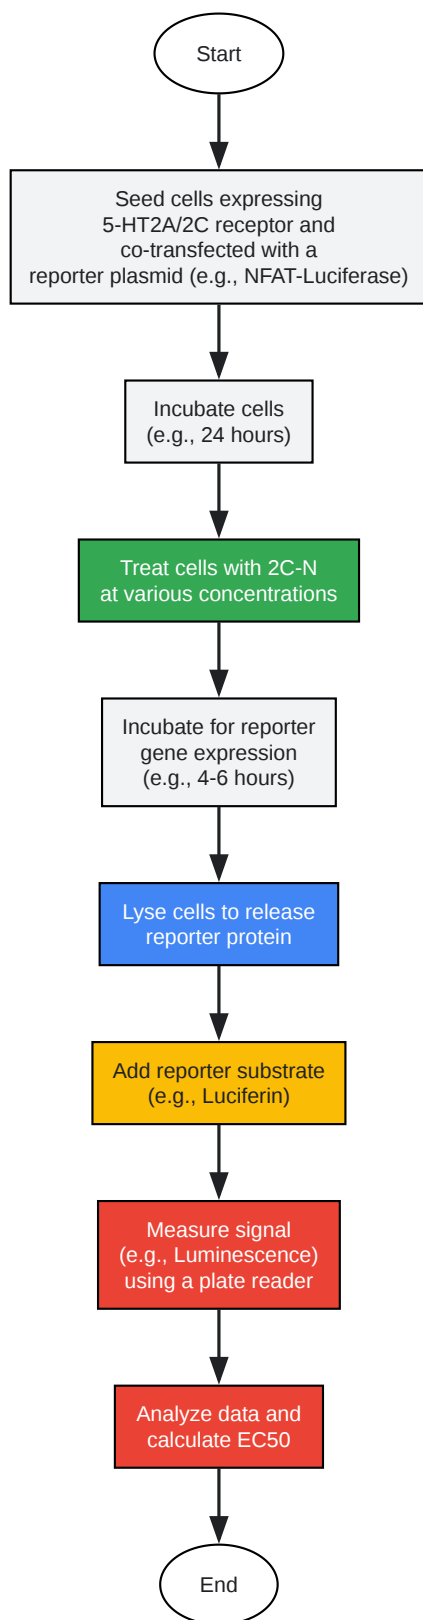 Start
Seed cells expressing
5-HT2A/2C receptor and
co-transfected with a
reporter plasmid (e.g., NFAT-Luciferase)
Incubate cells
(e.g., 24 hours)
Treat cells with 2C-N
at various concentrations
Incubate for reporter
gene expression
(e.g., 4-6 hours)
Lyse cells to release
reporter protein
Add reporter substrate
(e.g., Luciferin)
Measure signal
(e.g., Luminescence)
using a plate reader
Analyze data and
calculate EC50
End